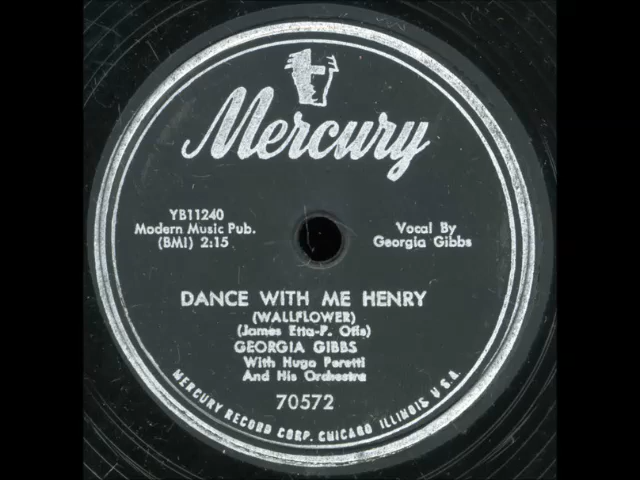 Mercury
YB11240
Modern Music Pub.
(BMI) 2:15
Vocal By
Georgia Gibbs
DANCE WITH ME HENRY
(WALLFLOWER)
(James Etta-P. Otis)
GEORGIA GIBBS
With Hugo Peretti
And His Orchestra
70572
MERCURY RECORD CORP. CHICAGO ILLINOIS U.S.A.